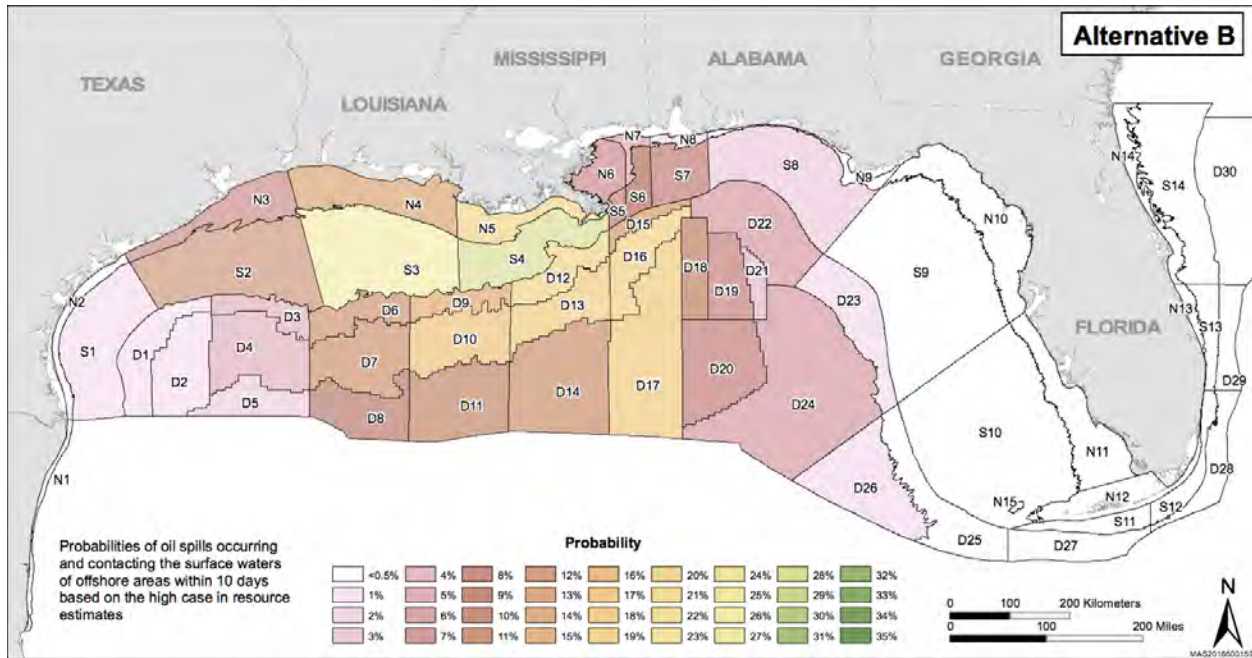 Alternative B
TEXAS
LOUISIANA
MISSISSIPPI
ALABAMA
GEORGIA
FLORIDA
N7
N8
N14
N6
S7
S8
N9
S14
D30
N3
N4
S6
S5
N10
N5
D15
D22
S2
S3
S4
D16
D12
D18
D21
S9
N2
D3
D6
D9
D13
D19
D23
N13
S13
S1
D1
D2
D4
D7
D10
D20
D29
D5
D8
D11
D14
D17
D24
S10
N11
D28
N1
D26
N15
N12
S12
S11
D25
D27
Probabilities of oil spills occurring
and contacting the surface waters
of offshore areas within 10 days
based on the high case in resource
estimates
Probability
<0.5% 4% 8% 12% 16% 20% 24% 28% 32%
1% 5% 9% 13% 17% 21% 25% 29% 33%
2% 6% 10% 14% 18% 22% 26% 30% 34%
3% 7% 11% 15% 19% 23% 27% 31% 35%
N
0 100 200 Kilometers
0 100 200 Miles